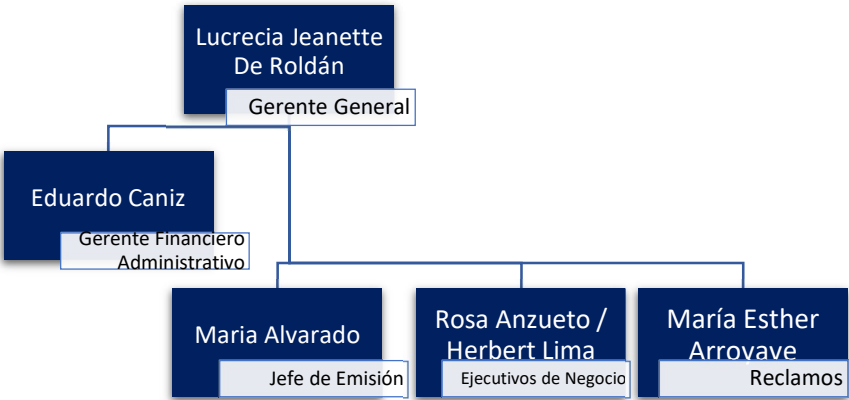 Lucrecia Jeanette
De Roldán
Gerente General
Eduardo Caniz
Gerente Financiero
Administrativo
Maria Alvarado
Jefe de Emisión
Rosa Anzueto /
Herbert Lima
Ejecutivos de Negocio
María Esther
Arroyave
Reclamos